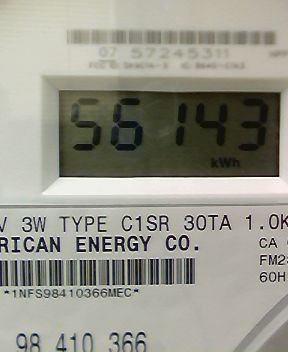 07 57245311
56143
kWh
V 3W TYPE C1SR 30TA 1.0K
RICAN ENERGY CO.
CA
FM2
60H
*1NFS98410366MEC*
98 410 366